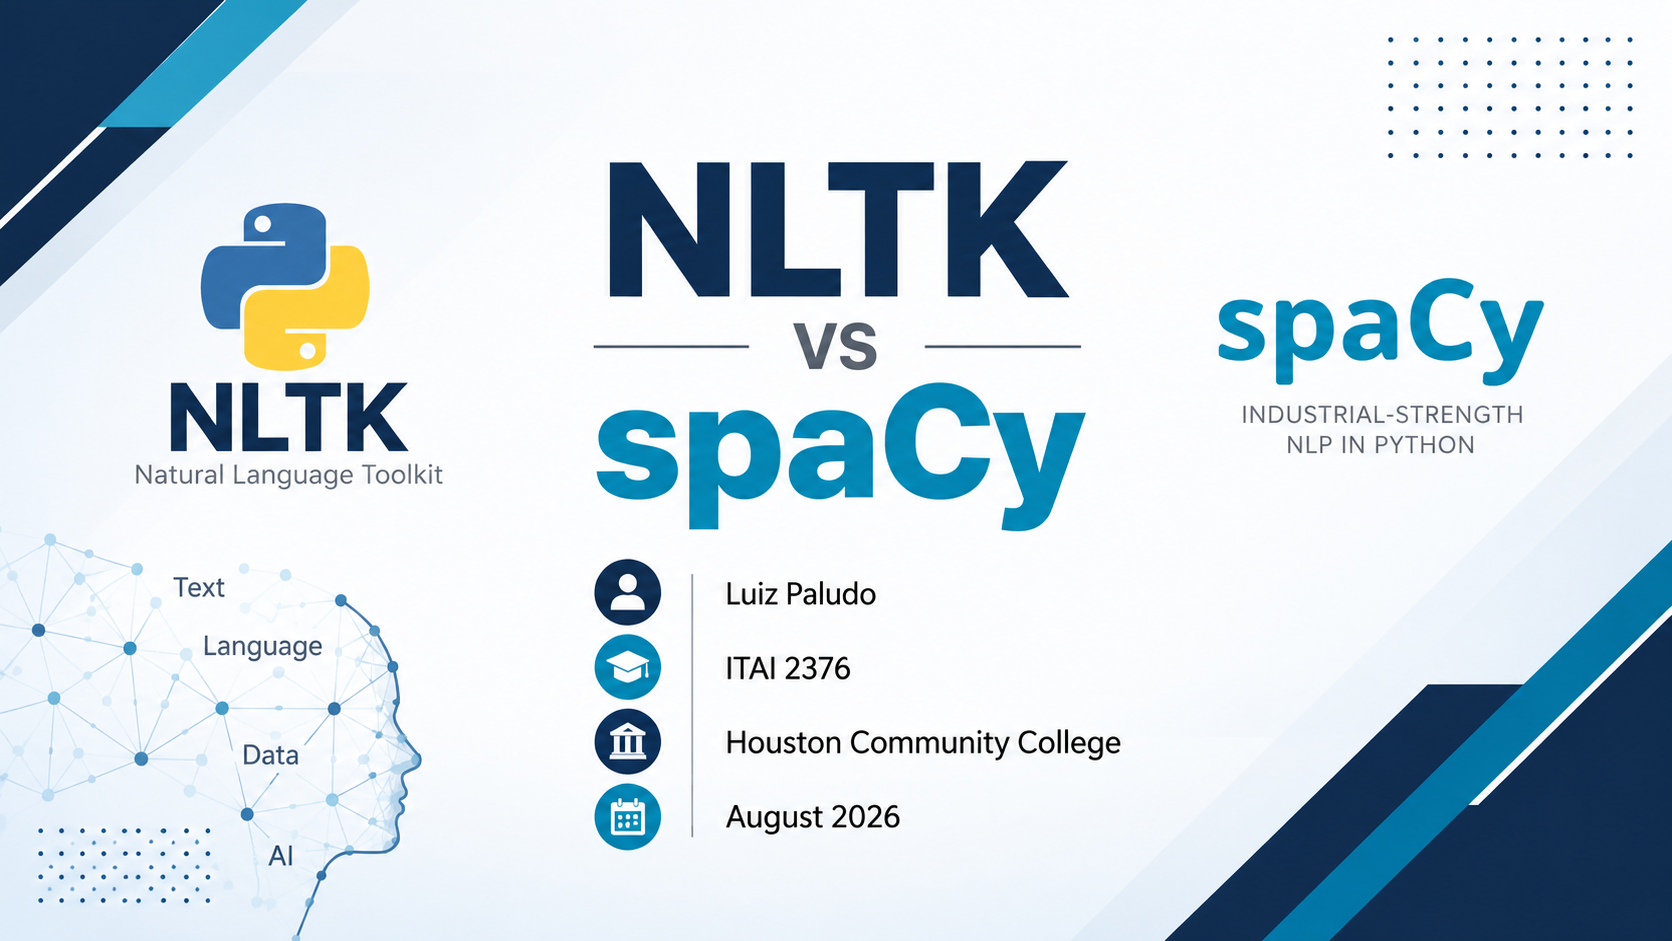 NLTK
Natural Language Toolkit
NLTK
VS
spaCy
spaCy
INDUSTRIAL-STRENGTH
NLP IN PYTHON
Text
Language
Data
AI
Luiz Paludo
ITAI 2376
Houston Community College
August 2026